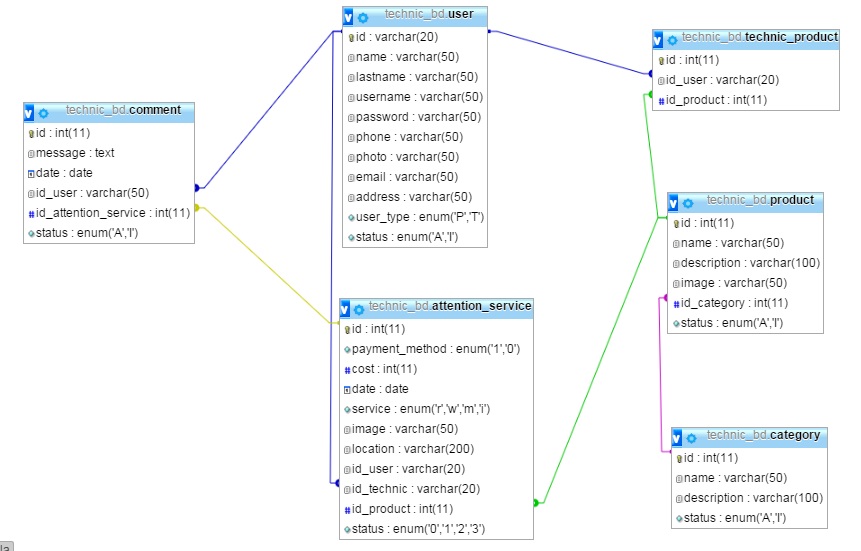 technic_bd.user
id : varchar(20)
name : varchar(50)
lastname : varchar(50)
username : varchar(50)
password : varchar(50)
phone : varchar(50)
photo : varchar(50)
email : varchar(50)
address : varchar(50)
user_type : enum('P','T')
status : enum('A','I')
technic_bd.technic_product
id : int(11)
id_user : varchar(20)
id_product : int(11)
technic_bd.comment
id : int(11)
message : text
date : date
id_user : varchar(50)
id_attention_service : int(11)
status : enum('A','I')
technic_bd.product
id : int(11)
name : varchar(50)
description : varchar(100)
image : varchar(50)
id_category : int(11)
status : enum('A','I')
technic_bd.attention_service
id : int(11)
payment_method : enum('1','0')
cost : int(11)
date : date
service : enum('r','w','m','i')
image : varchar(50)
location : varchar(200)
id_user : varchar(20)
id_technic : varchar(20)
id_product : int(11)
status : enum('0','1','2','3')
technic_bd.category
id : int(11)
name : varchar(50)
description : varchar(100)
status : enum('A','I')
la